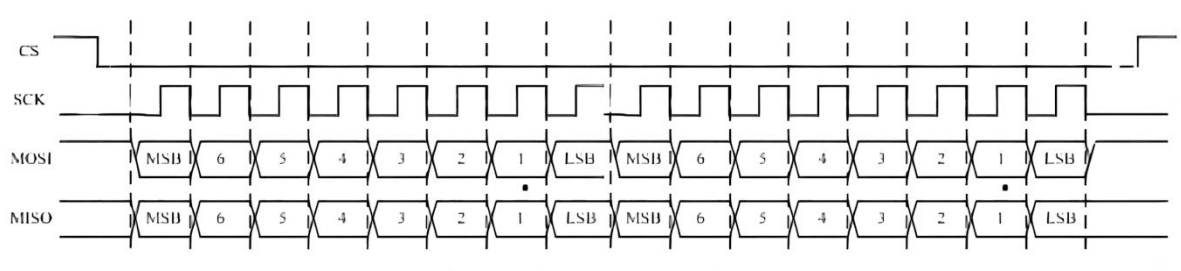 CS
SCK
MOSI MSB 6 5 4 3 2 1 LSB MSB 6 5 4 3 2 1 LSB
MISO MSB 6 5 4 3 2 1 LSB MSB 6 5 4 3 2 1 LSB